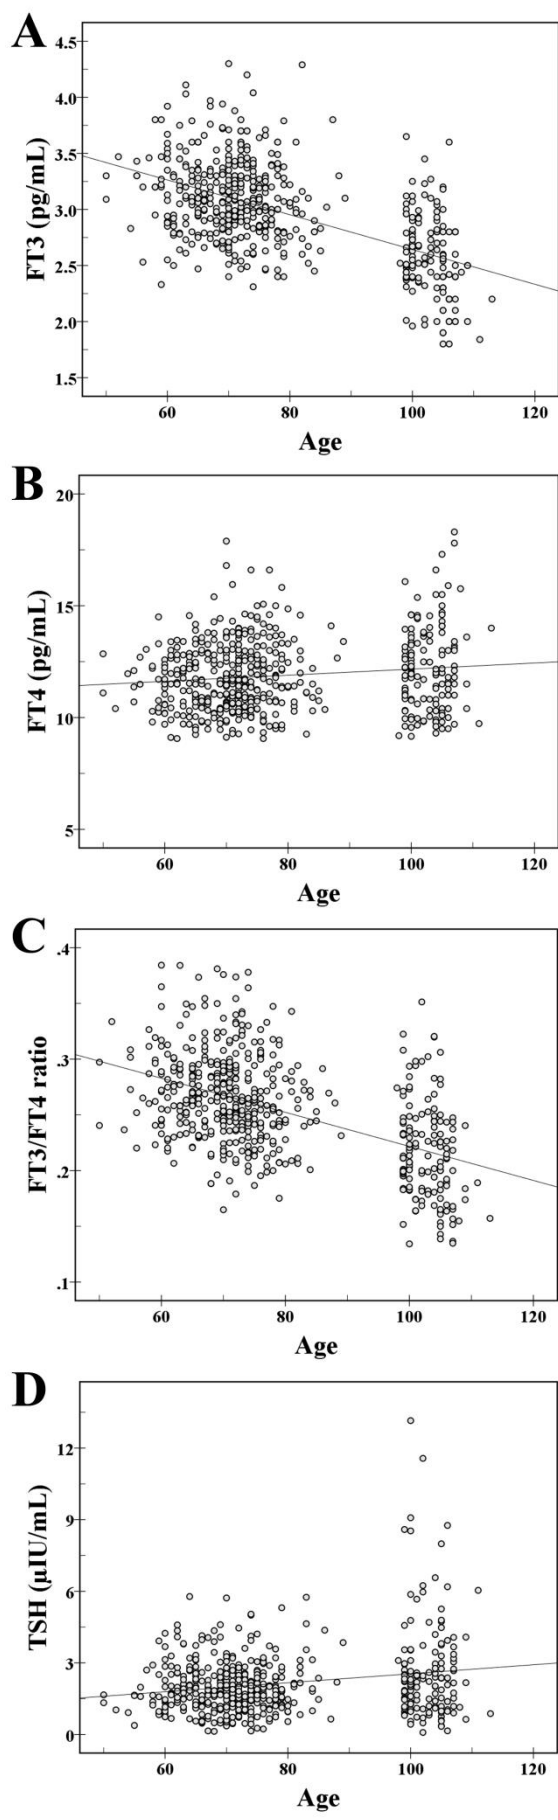 A
4.5
4.0
3.5
3.0
2.5
2.0
1.5
FT3 (pg/mL)
60 80 100 120
Age
B
20
15
10
5
FT4 (pg/mL)
60 80 100 120
Age
C
.4
.3
.2
.1
FT3/FT4 ratio
60 80 100 120
Age
D
12
9
6
3
0
TSH (μIU/mL)
60 80 100 120
Age